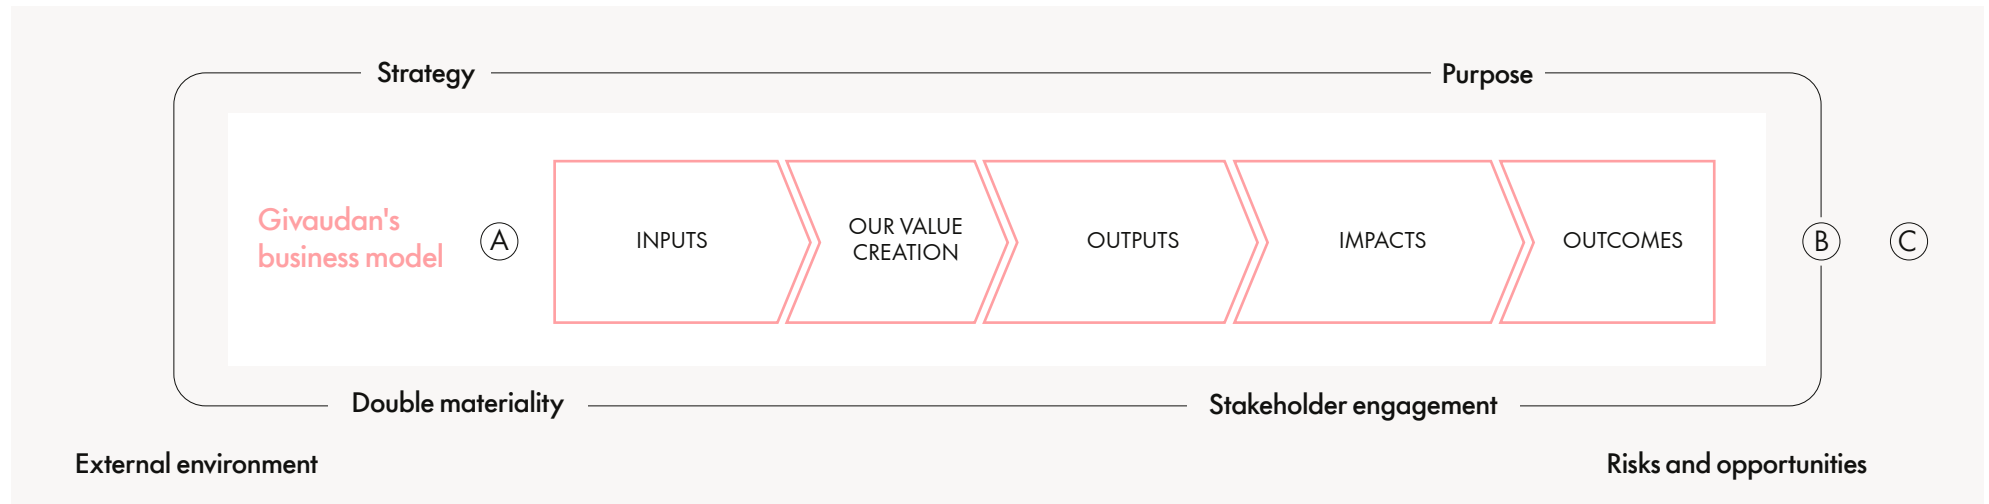 Strategy
Purpose
Givaudan's
business model
A
INPUTS
OUR VALUE
CREATION
OUTPUTS
IMPACTS
OUTCOMES
B
C
Double materiality
Stakeholder engagement
External environment
Risks and opportunities